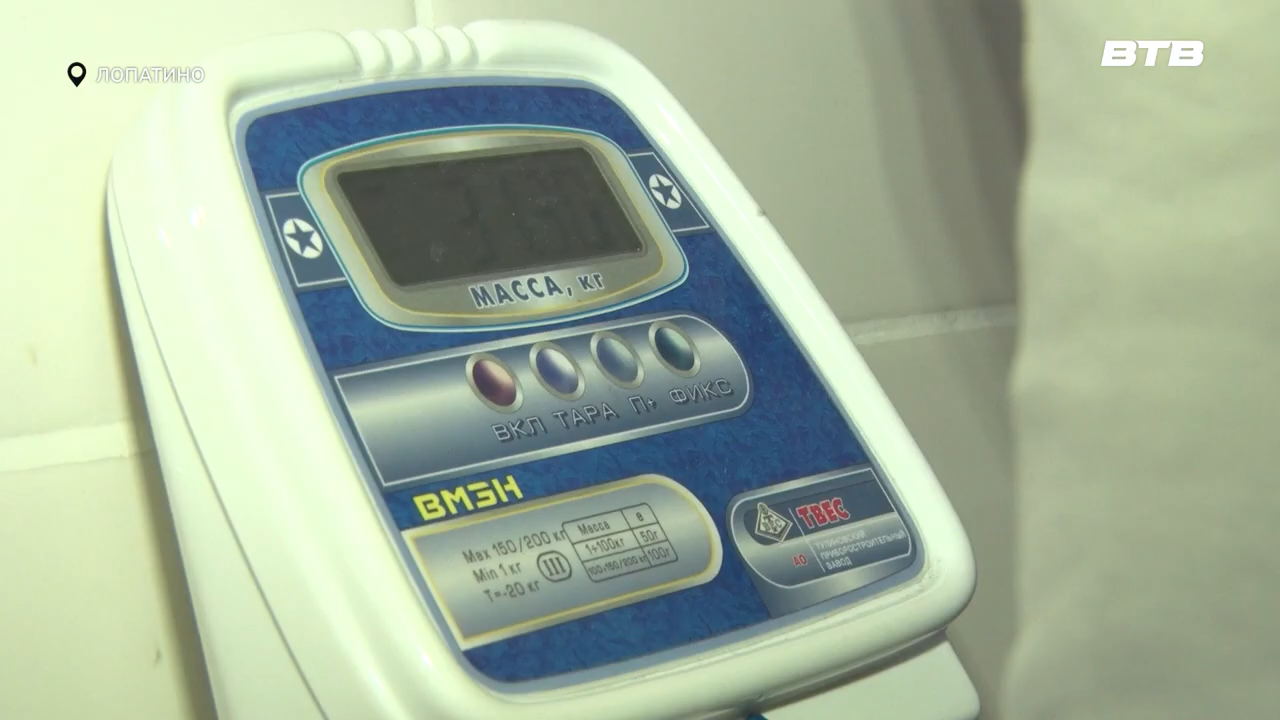 ЛОПАТИНО
ВТВ
МАССА, кг
ВКЛ ТАРА П+ ФИКС
ВМЭН
Max 150/200 кг
Min 1 кг
T=-20 кг
III
Масса е
1÷100кг 50г
100÷150/200 кг 100г
ТВЕС
АО ТУЛИНОВСКИЙ
ПРИБОРОСТРОИТЕЛЬНЫЙ
ЗАВОД